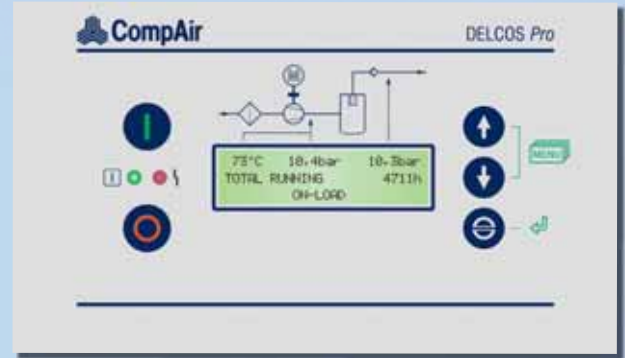 CompAir
DELCOS Pro
M
73°C 10.4bar 10.3bar
TOTAL RUNNING 4711h
ON-LOAD
MENU